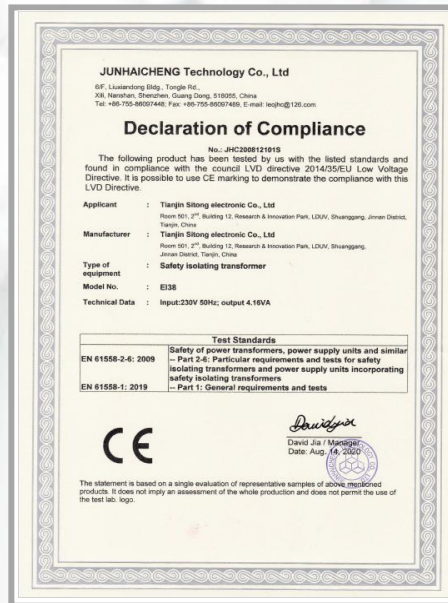 JUNHAICHENG Technology Co., Ltd
6/F, Liuxiandong Bldg., Tongle Rd.,
Xili, Nanshan, Shenzhen, Guang Dong, 518055, China
Tel: +86-755-86097448; Fax: +86-755-86097489, E-mail: leojhc@126.com
Declaration of Compliance
No.: JHC200812101S
The following product has been tested by us with the listed standards and
found in compliance with the council LVD directive 2014/35/EU Low Voltage
Directive. It is possible to use CE marking to demonstrate the compliance with this
LVD Directive.
Applicant : Tianjin Sitong electronic Co., Ltd
Room 501, 2nd, Building 12, Research & Innovation Park, LDUV, Shuanggang, Jinnan District,
Tianjin, China
Manufacturer : Tianjin Sitong electronic Co., Ltd
Room 501, 2nd, Building 12, Research & Innovation Park, LDUV, Shuanggang,
Jinnan District, Tianjin, China
Type of : Safety isolating transformer
equipment
Model No. : EI38
Technical Data : Input:230V 50Hz; output 4.16VA
Test Standards
EN 61558-2-6: 2009 Safety of power transformers, power supply units and similar
-- Part 2-6: Particular requirements and tests for safety
isolating transformers and power supply units incorporating
safety isolating transformers
EN 61558-1: 2019 -- Part 1: General requirements and tests
CE
David Jia
David Jia / Manager
Date: Aug. 14, 2020
The statement is based on a single evaluation of representative samples of above mentioned
products. It does not imply an assessment of the whole production and does not permit the use of
the test lab. logo.